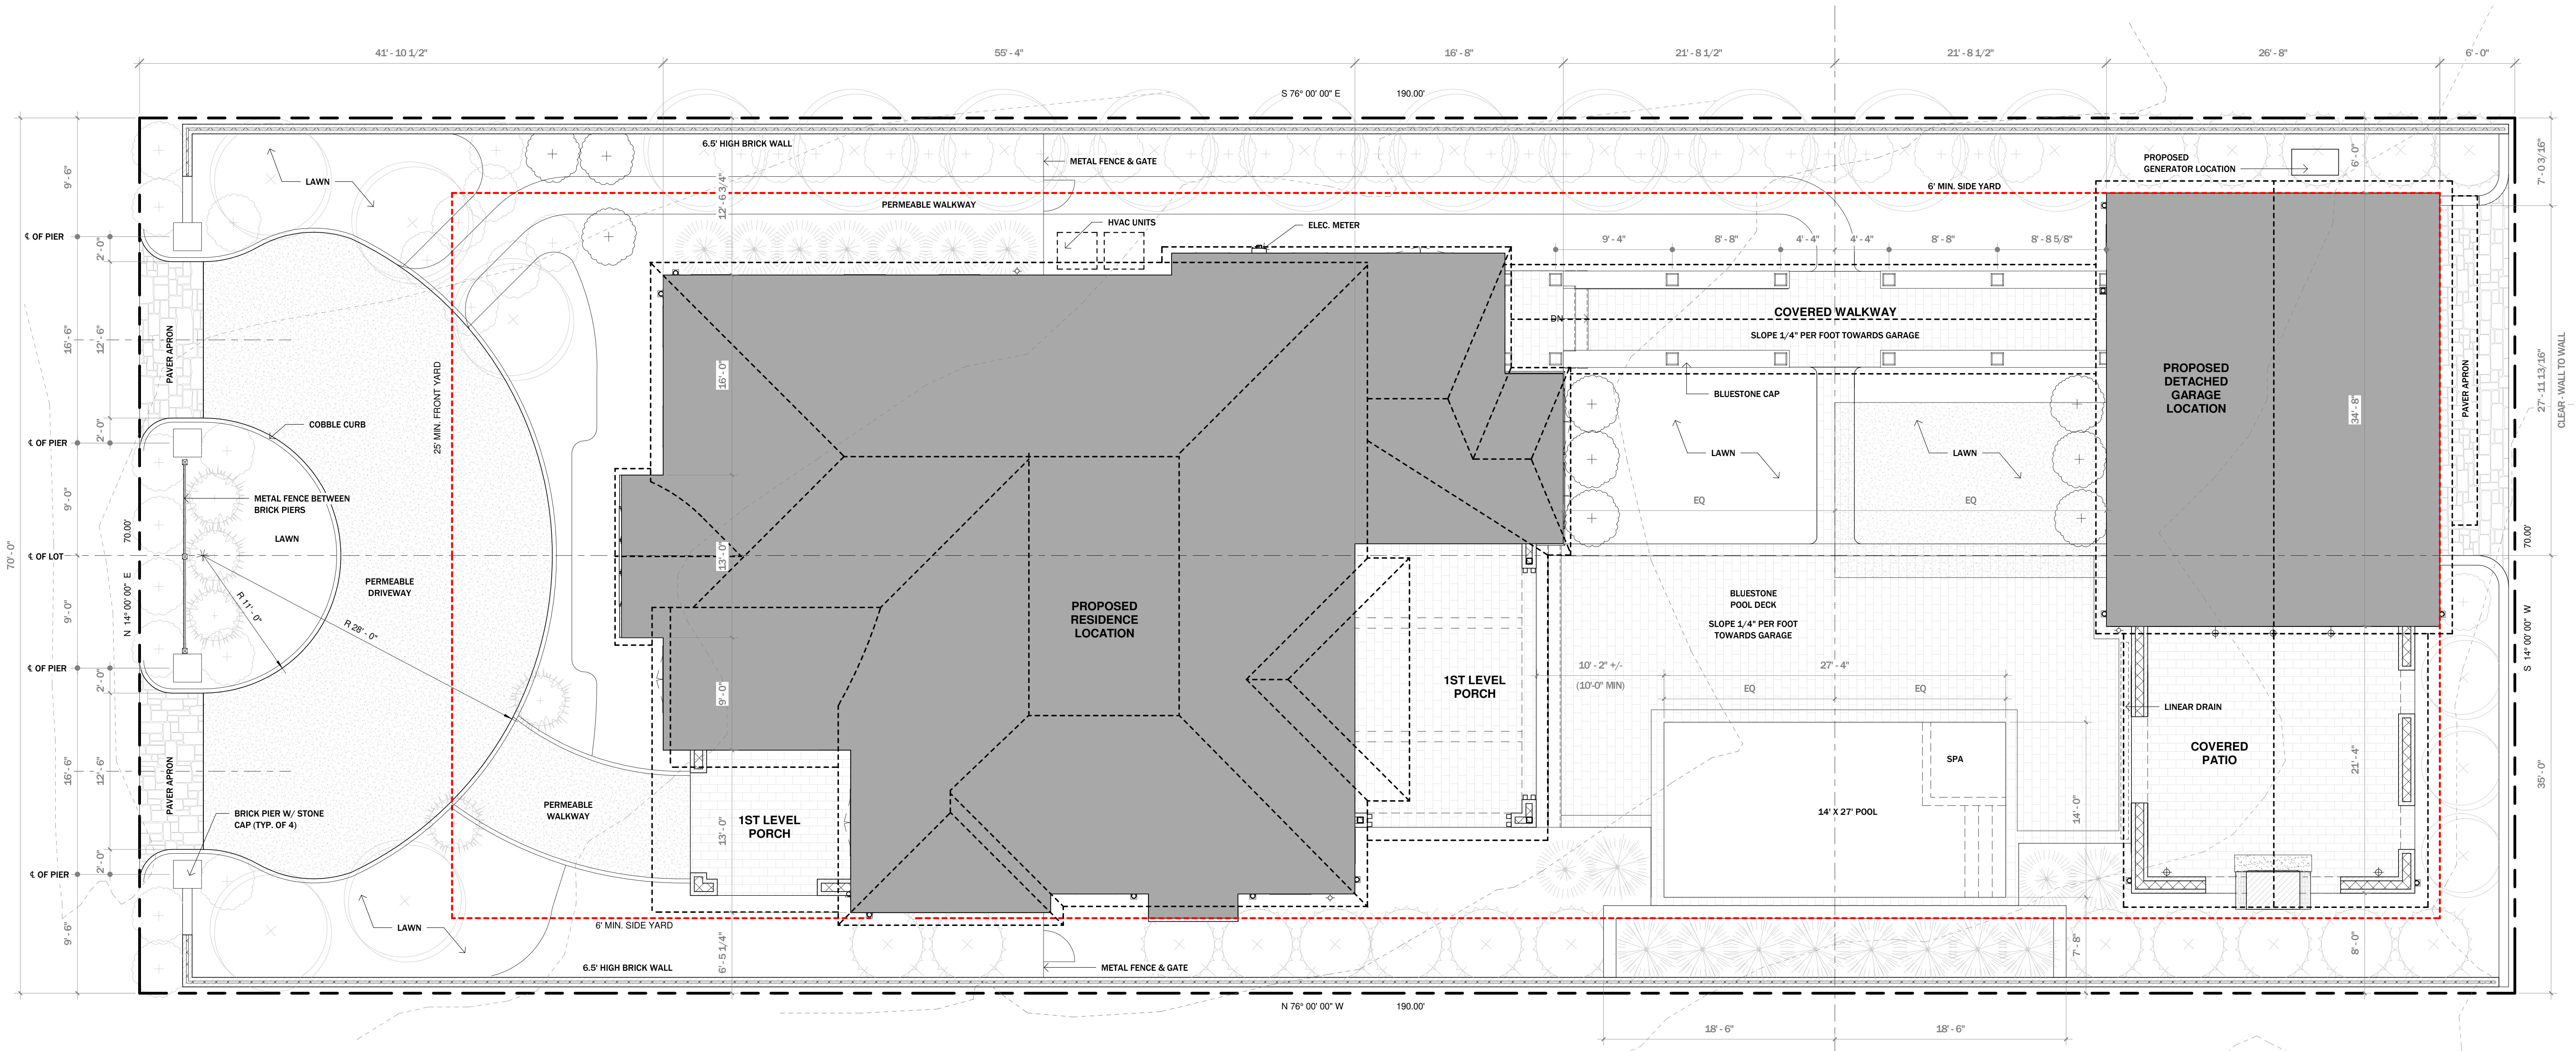 41' - 10 1/2"
55' - 4"
16' - 8"
21' - 8 1/2"
21' - 8 1/2"
26' - 8"
6' - 0"
S 76° 00' 00" E
190.00'
6.5' HIGH BRICK WALL
METAL FENCE & GATE
PROPOSED
GENERATOR LOCATION
6' - 0"
7' - 0 3/16"
9' - 6"
LAWN
6' MIN. SIDE YARD
12' - 6 3/4"
PERMEABLE WALKWAY
HVAC UNITS
ELEC. METER
℄ OF PIER
2' - 0"
9' - 4"
8' - 8"
4' - 4"
4' - 4"
8' - 8"
8' - 8 5/8"
COVERED WALKWAY
DN
SLOPE 1/4" PER FOOT TOWARDS GARAGE
16' - 6"
12' - 6"
PAVER APRON
25' MIN. FRONT YARD
16' - 0"
BLUESTONE CAP
PROPOSED
DETACHED
GARAGE
LOCATION
34' - 8"
PAVER APRON
27' - 11 13/16"
CLEAR - WALL TO WALL
COBBLE CURB
2' - 0"
℄ OF PIER
LAWN
LAWN
METAL FENCE BETWEEN
BRICK PIERS
9' - 0"
EQ
EQ
70' - 0"
70.00'
N 14° 00' 00" E
LAWN
℄ OF LOT
13' - 0"
70.00'
S 14° 00' 00" W
PERMEABLE
DRIVEWAY
R 11' - 0"
R 28' - 0"
9' - 0"
PROPOSED
RESIDENCE
LOCATION
BLUESTONE
POOL DECK
SLOPE 1/4" PER FOOT
TOWARDS GARAGE
℄ OF PIER
2' - 0"
9' - 0"
1ST LEVEL
PORCH
10' - 2" +/-
(10'-0" MIN)
27' - 4"
EQ
EQ
LINEAR DRAIN
COVERED
PATIO
21' - 4"
35' - 0"
16' - 6"
12' - 6"
PAVER APRON
SPA
BRICK PIER W/ STONE
CAP (TYP. OF 4)
PERMEABLE
WALKWAY
1ST LEVEL
PORCH
13' - 0"
14' X 27' POOL
14' - 0"
2' - 0"
℄ OF PIER
9' - 6"
LAWN
6' MIN. SIDE YARD
6' - 5 1/4"
7' - 8"
8' - 0"
6.5' HIGH BRICK WALL
METAL FENCE & GATE
N 76° 00' 00" W
190.00'
18' - 6"
18' - 6"